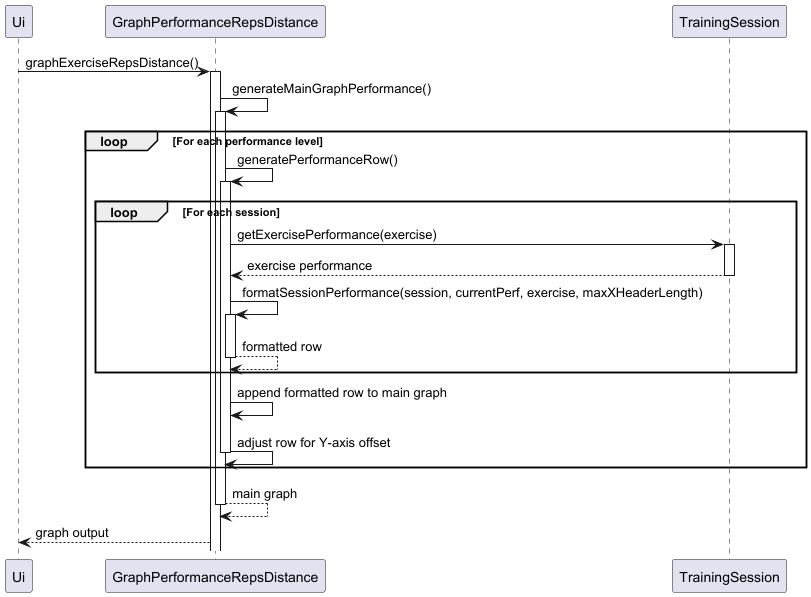 Ui
GraphPerformanceRepsDistance
TrainingSession
graphExerciseRepsDistance()
generateMainGraphPerformance()
loop
[For each performance level]
generatePerformanceRow()
loop
[For each session]
getExercisePerformance(exercise)
exercise performance
formatSessionPerformance(session, currentPerf, exercise, maxXHeaderLength)
formatted row
append formatted row to main graph
adjust row for Y-axis offset
main graph
graph output
Ui
GraphPerformanceRepsDistance
TrainingSession